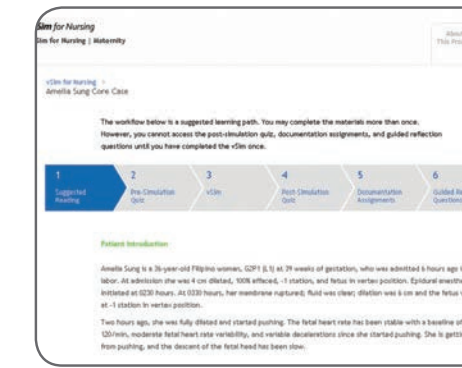 Sim for Nursing
Sim for Nursing | Maternity
About
This Pro
vSim for Nursing >
Amelia Sung Core Case
The workflow below is a suggested learning path. You may complete the materials more than once.
However, you cannot access the post-simulation quiz, documentation assignments, and guided reflection
questions until you have completed the vSim once.
1 2 3 4 5 6
Suggested Pre-Simulation vSim Post-Simulation Documentation Guided Re
Reading Quiz Quiz Assignments Questions
Patient Introduction
Amelia Sung is a 36-year-old Filipino woman, G2P1 (L1) at 39 weeks of gestation, who was admitted 6 hours ago i
labor. At admission she was 4 cm dilated, 100% effaced, -1 station, and fetus in vertex position. Epidural anesthe
initiated at 0230 hours. At 0330 hours, her membrane ruptured; fluid was clear; dilation was 6 cm and the fetus w
at -1 station in vertex position.
Two hours ago, she was fully dilated and started pushing. The fetal heart rate has been stable with a baseline of
120/min, moderate fetal heart rate variability, and variable decelerations since she started pushing. She is getti
from pushing, and the descent of the fetal head has been slow.